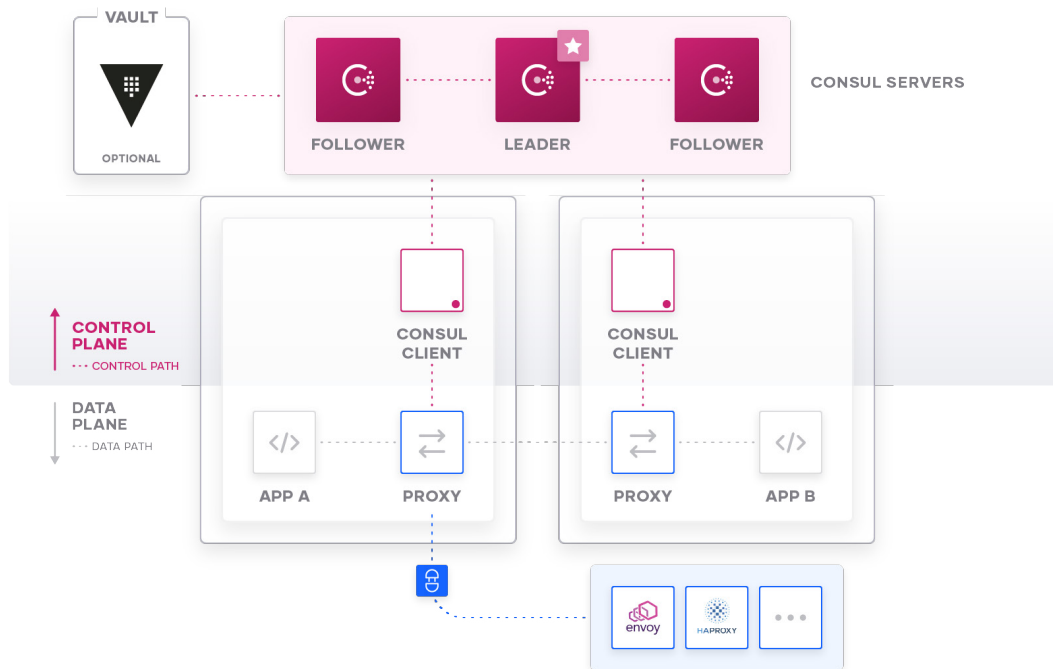 VAULT
OPTIONAL
FOLLOWER
LEADER
FOLLOWER
CONSUL SERVERS
CONSUL
CLIENT
CONSUL
CLIENT
CONTROL
PLANE
··· CONTROL PATH
DATA
PLANE
··· DATA PATH
</>
</>
APP A
PROXY
PROXY
APP B
envoy
HAPROXY